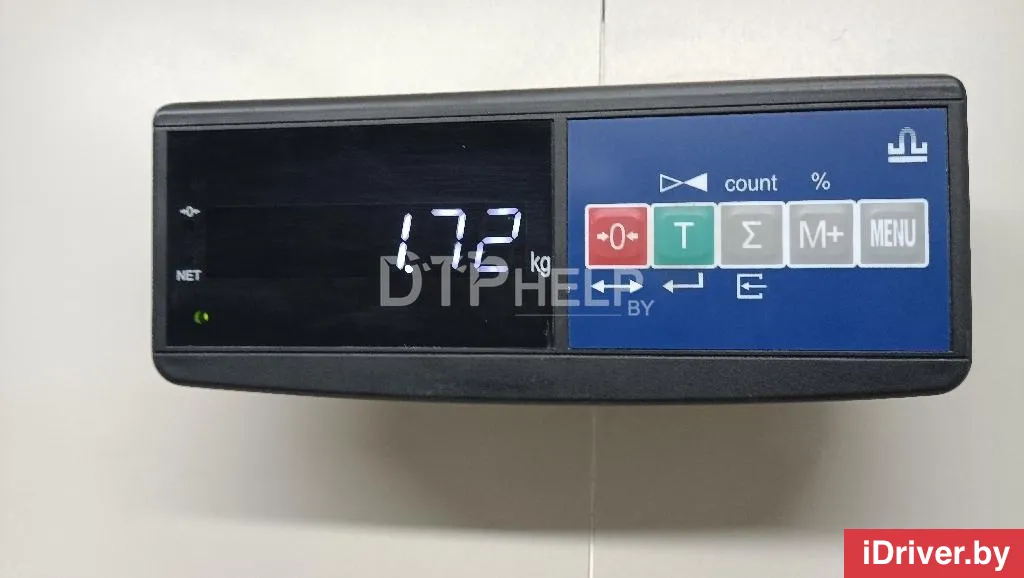 count %
→0← T Σ M+ MENU
1.72 kg
NET
DTPHELP
BY
iDriver.by